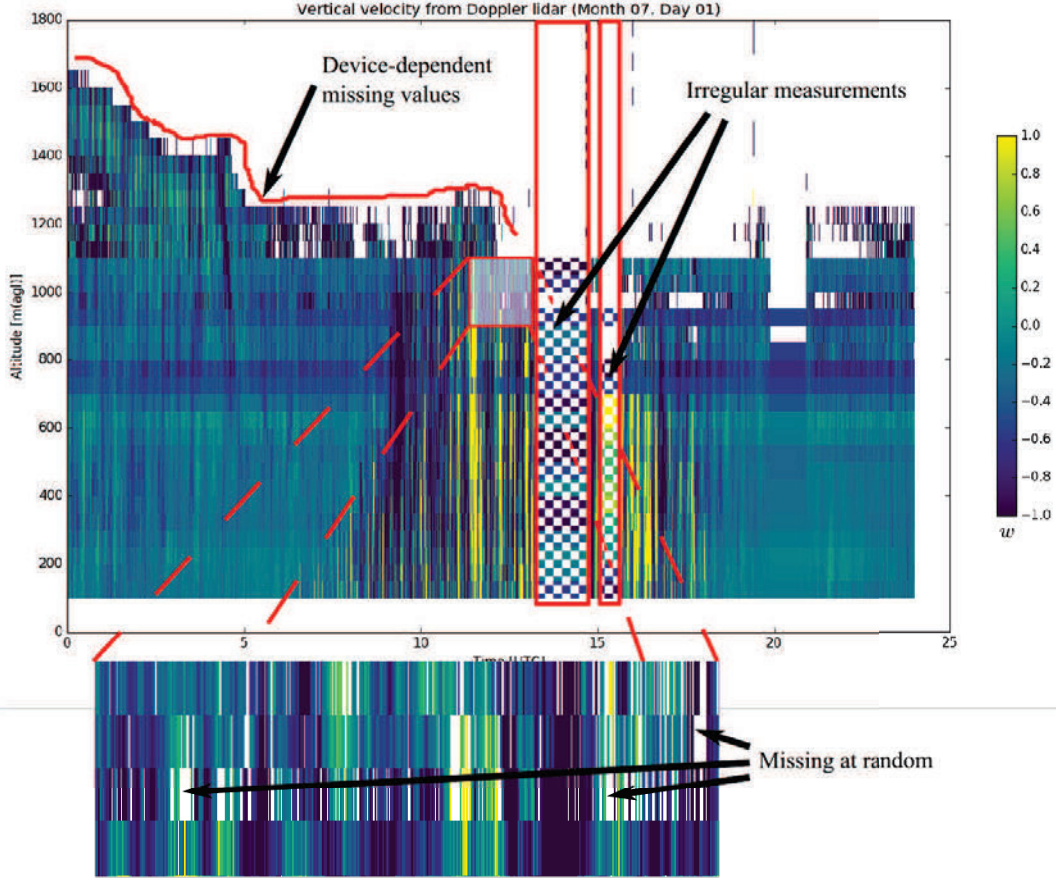 Vertical velocity from Doppler lidar (Month 07. Day 01)
1800
1600
1400
1200
1000
800
600
400
200
0
Altitude [m(agl)]
Device-dependent
missing values
Irregular measurements
1.0
0.8
0.6
0.4
0.2
0.0
−0.2
−0.4
−0.6
−0.8
−1.0
w
0 5 10 15 20 25
Time [UTC]
Missing at random